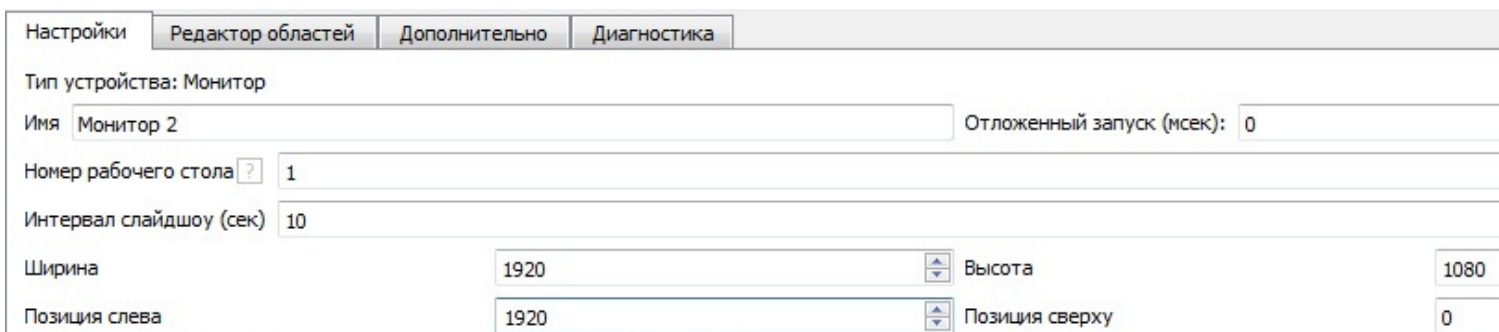 Настройки Редактор областей Дополнительно Диагностика
Тип устройства: Монитор
Имя Монитор 2 Отложенный запуск (мсек): 0
Номер рабочего стола ? 1
Интервал слайдшоу (сек) 10
Ширина 1920 Высота 1080
Позиция слева 1920 Позиция сверху 0